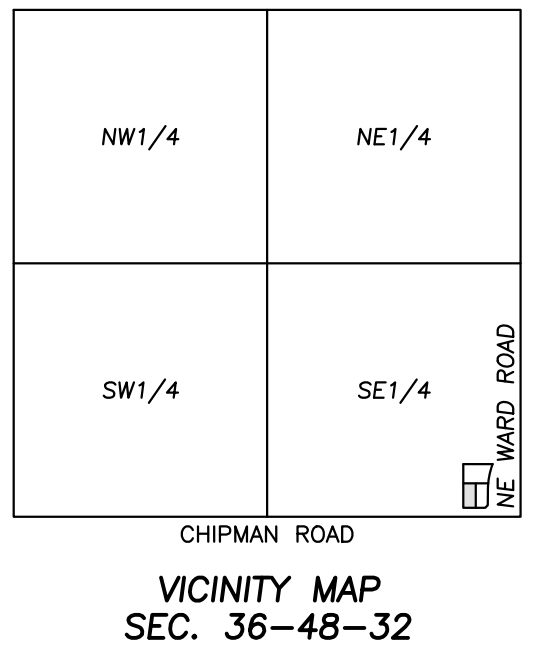 NW1/4
NE1/4
SW1/4
SE1/4
NE WARD ROAD
CHIPMAN ROAD
VICINITY MAP
SEC. 36-48-32